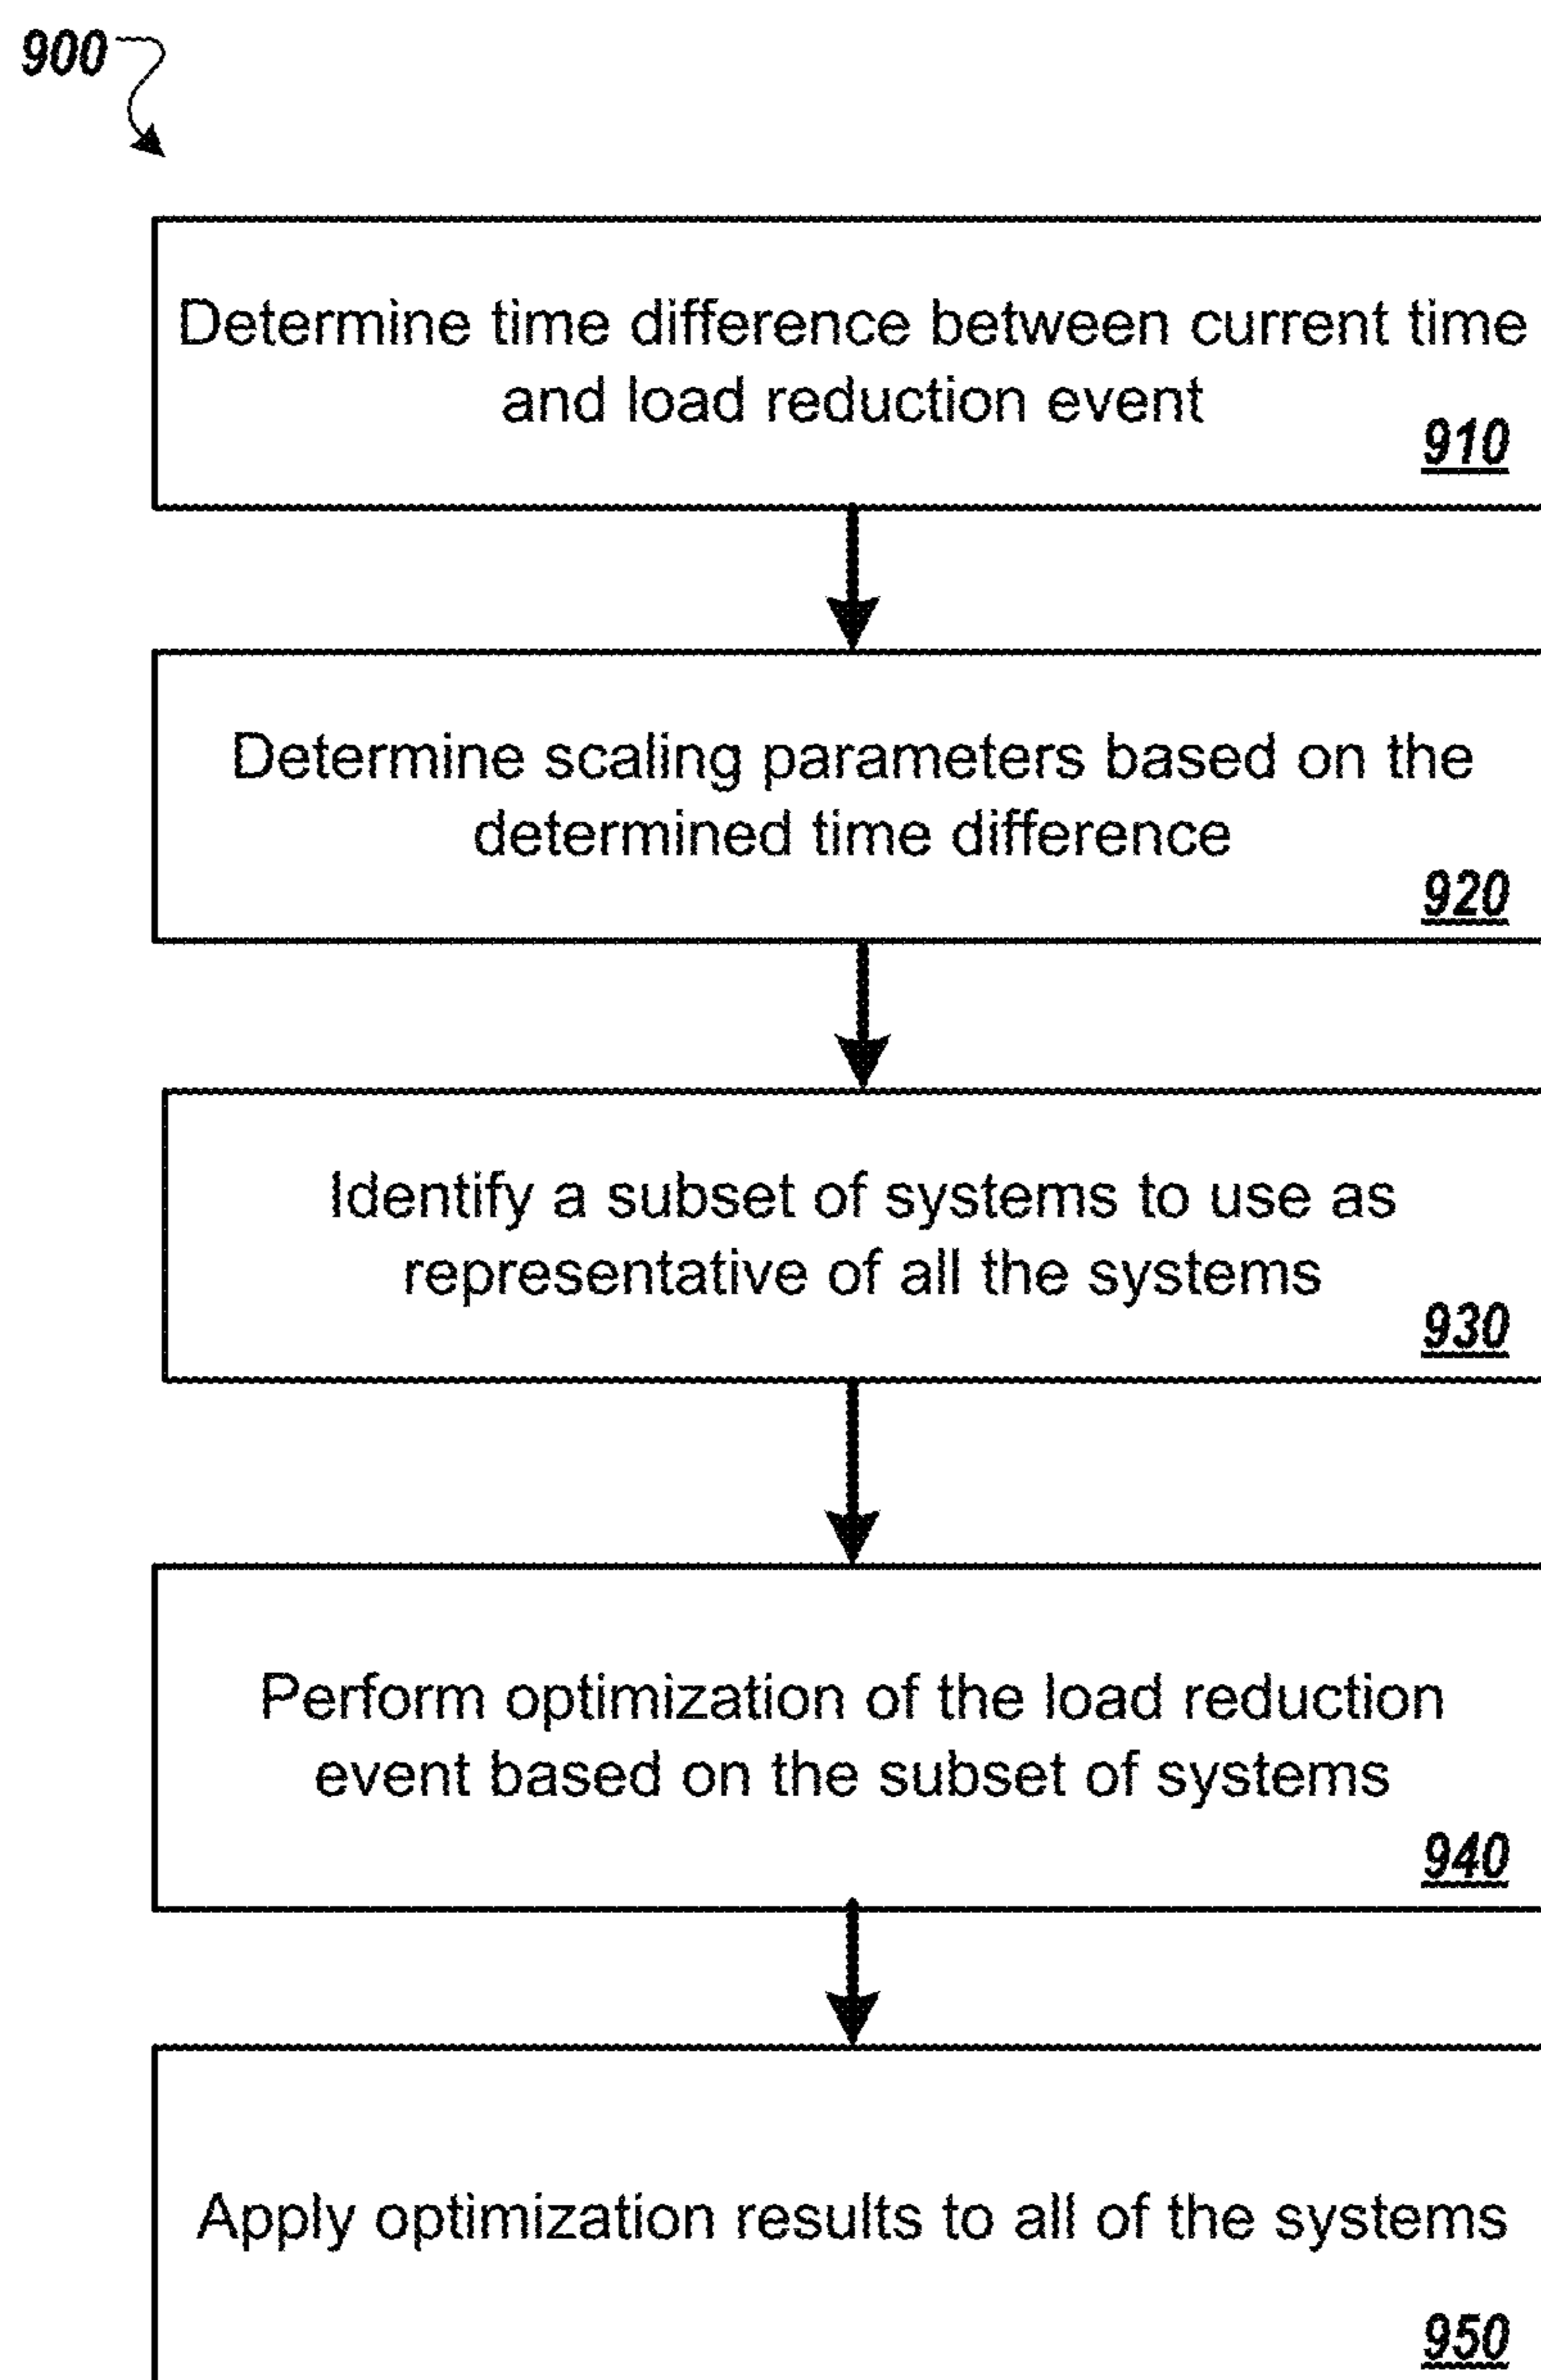 900
Determine time difference between current time
and load reduction event
910
Determine scaling parameters based on the
determined time difference
920
Identify a subset of systems to use as
representative of all the systems
930
Perform optimization of the load reduction
event based on the subset of systems
940
Apply optimization results to all of the systems
950